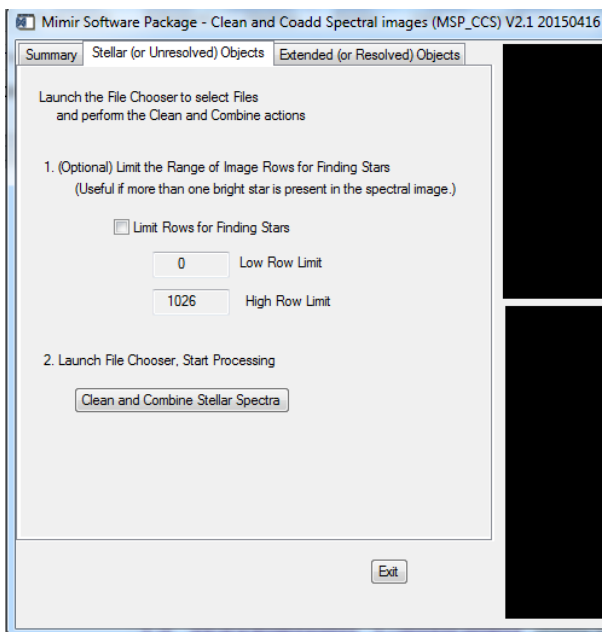 Mimir Software Package - Clean and Coadd Spectral images (MSP_CCS) V2.1 20150416
Summary
Stellar (or Unresolved) Objects
Extended (or Resolved) Objects
Launch the File Chooser to select Files
and perform the Clean and Combine actions
1. (Optional) Limit the Range of Image Rows for Finding Stars
(Useful if more than one bright star is present in the spectral image.)
Limit Rows for Finding Stars
0 Low Row Limit
1026 High Row Limit
2. Launch File Chooser, Start Processing
Clean and Combine Stellar Spectra
Exit